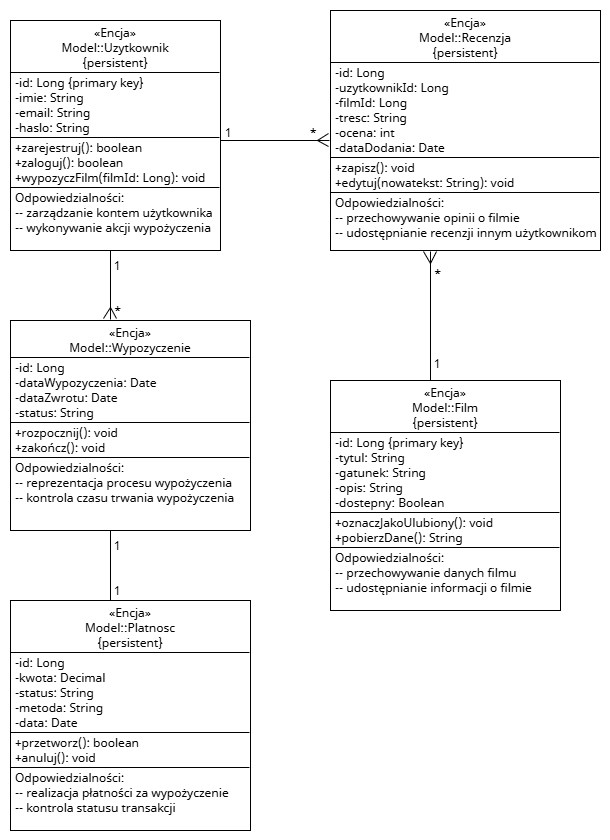 «Encja»
Model::Uzytkownik
{persistent}
-id: Long {primary key}
-imie: String
-email: String
-haslo: String
+zarejestruj(): boolean
+zaloguj(): boolean
+wypozyczFilm(filmId: Long): void
Odpowiedzialności:
-- zarządzanie kontem użytkownika
-- wykonywanie akcji wypożyczenia
1
*
«Encja»
Model::Recenzja
{persistent}
-id: Long
-uzytkownikId: Long
-filmId: Long
-tresc: String
-ocena: int
-dataDodania: Date
+zapisz(): void
+edytuj(nowatekst: String): void
Odpowiedzialności:
-- przechowywanie opinii o filmie
-- udostępnianie recenzji innym użytkownikom
1
*
*
1
«Encja»
Model::Wypozyczenie
-id: Long
-dataWypozyczenia: Date
-dataZwrotu: Date
-status: String
+rozpocznij(): void
+zakończ(): void
Odpowiedzialności:
-- reprezentacja procesu wypożyczenia
-- kontrola czasu trwania wypożyczenia
«Encja»
Model::Film
{persistent}
-id: Long {primary key}
-tytul: String
-gatunek: String
-opis: String
-dostepny: Boolean
+oznaczJakoUlubiony(): void
+pobierzDane(): String
Odpowiedzialności:
-- przechowywanie danych filmu
-- udostępnianie informacji o filmie
1
1
«Encja»
Model::Platnosc
{persistent}
-id: Long
-kwota: Decimal
-status: String
-metoda: String
-data: Date
+przetworz(): boolean
+anuluj(): void
Odpowiedzialności:
-- realizacja płatności za wypożyczenie
-- kontrola statusu transakcji